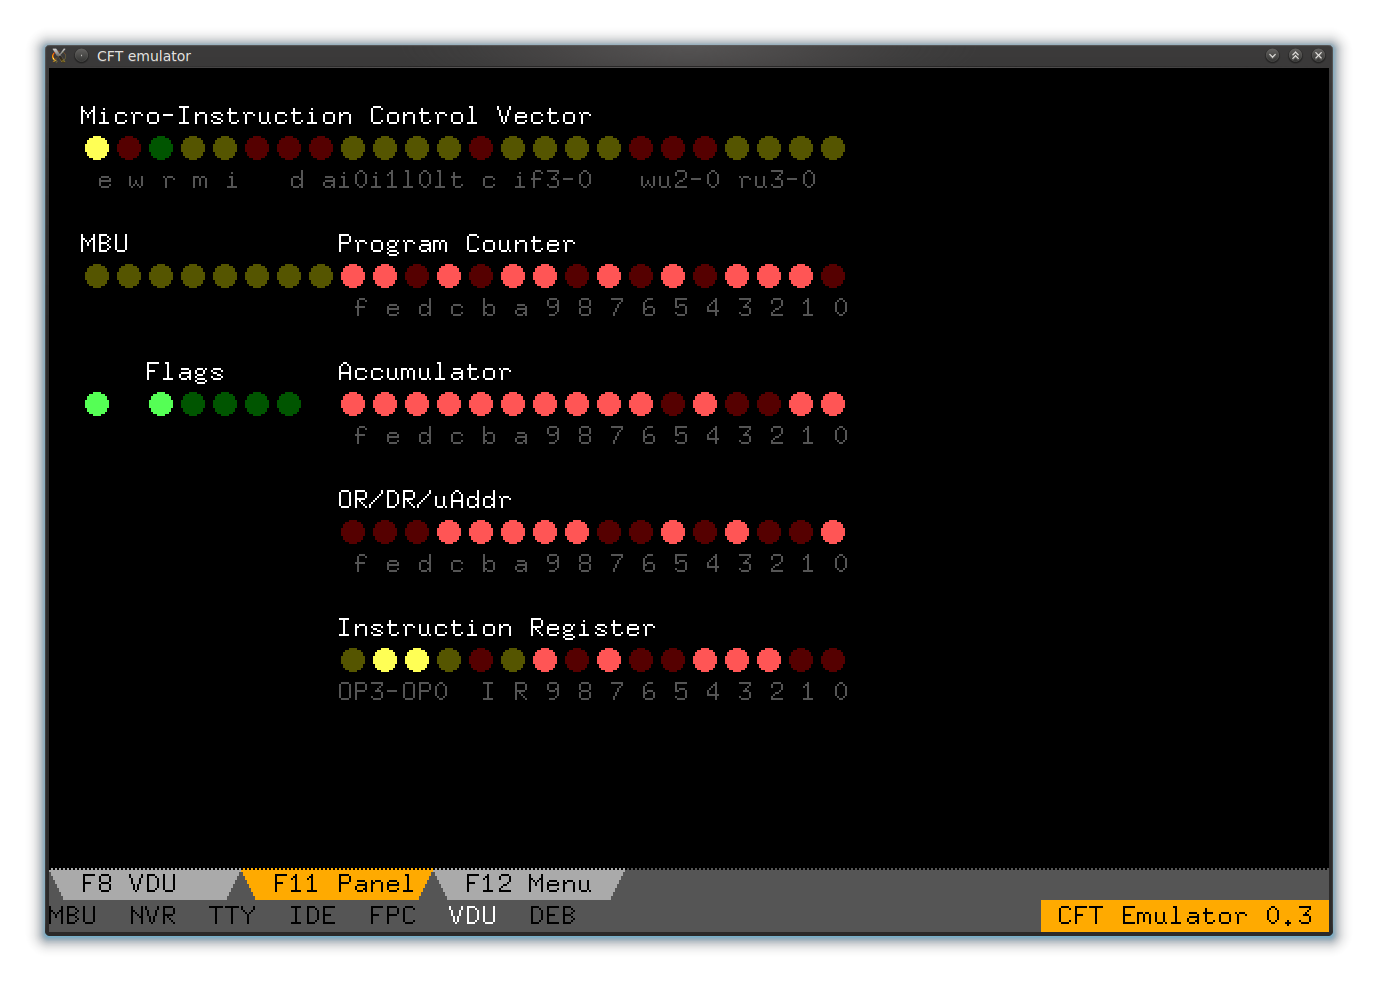 CFT emulator
Micro-Instruction Control Vector
e w r m i d ai0i1l0lt c if3-0 wu2-0 ru3-0
MBU Program Counter
f e d c b a 9 8 7 6 5 4 3 2 1 0
Flags Accumulator
f e d c b a 9 8 7 6 5 4 3 2 1 0
OR/DR/uAddr
f e d c b a 9 8 7 6 5 4 3 2 1 0
Instruction Register
OP3-OP0 I R 9 8 7 6 5 4 3 2 1 0
F8 VDU F11 Panel F12 Menu
MBU NVR TTY IDE FPC VDU DEB CFT Emulator 0.3